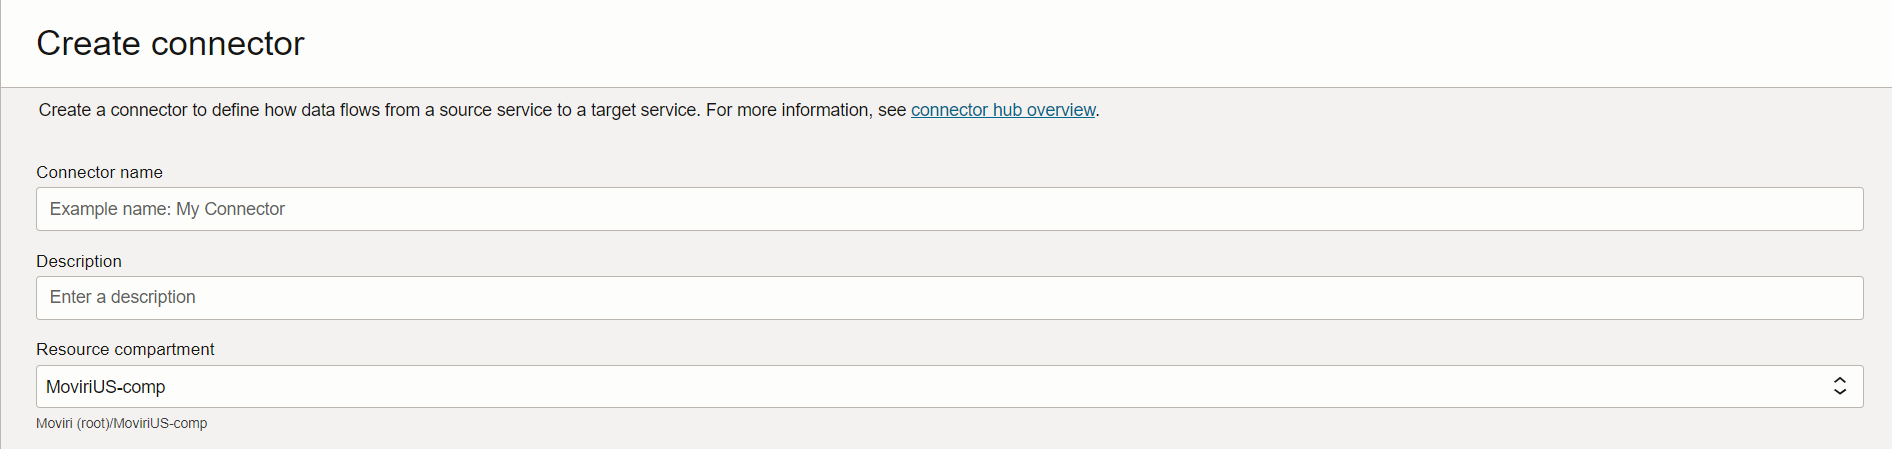 Create connector
Create a connector to define how data flows from a source service to a target service. For more information, see connector hub overview.
Connector name
Example name: My Connector
Description
Enter a description
Resource compartment
MoviriUS-comp
Moviri (root)/MoviriUS-comp